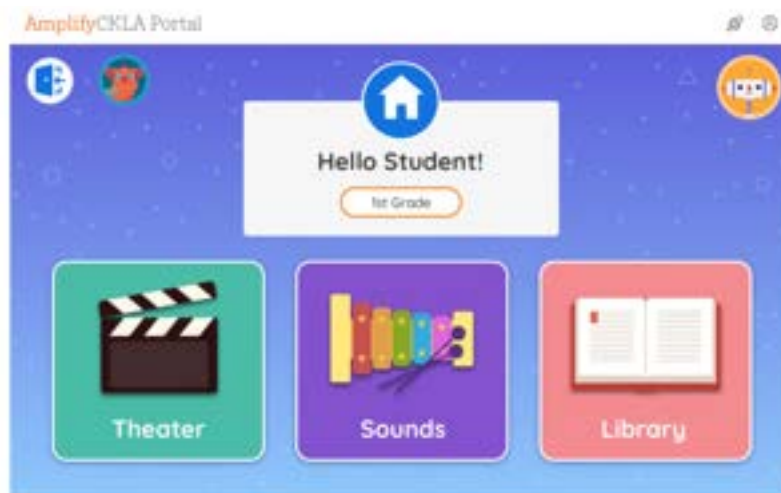 AmplifyCKLA Portal
Hello Student!
1st Grade
Theater
Sounds
Library